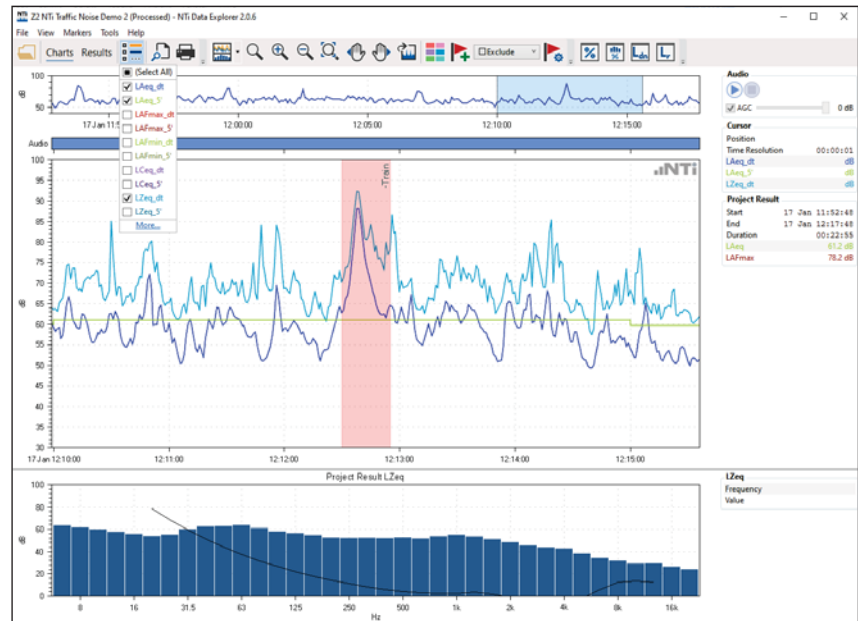 Z2 NTi Traffic Noise Demo 2 (Processed) - NTi Data Explorer 2.0.6
File View Markers Tools Help
Charts Results Exclude % Ldn Lr
(Select All)
LAeq_dt
LAeq_5'
LAFmax_dt
LAFmax_5'
LAFmin_dt
LAFmin_5'
LCeq_dt
LCeq_5'
LZeq_dt
LZeq_5'
More...
100
dB
50
17 Jan 11:5
12:00:00
12:05:00
12:10:00
12:15:00
Audio
100
95
90
85
80
75
70
65
dB
60
55
50
45
40
35
30
-Train
NTi
17 Jan 12:10:00
12:11:00
12:12:00
12:13:00
12:14:00
12:15:00
Project Result LZeq
100
80
60
dB
40
20
0
8 16 31.5 63 125 250 500 1k 2k 4k 8k 16k
Hz
Audio
AGC 0 dB
Cursor
Position
Time Resolution 00:00:01
LAeq_dt dB
LAeq_5' dB
LZeq_dt dB
Project Result
Start 17 Jan 11:52:48
End 17 Jan 12:17:48
Duration 00:22:55
LAeq 61.2 dB
LAFmax 78.2 dB
LZeq
Frequency
Value